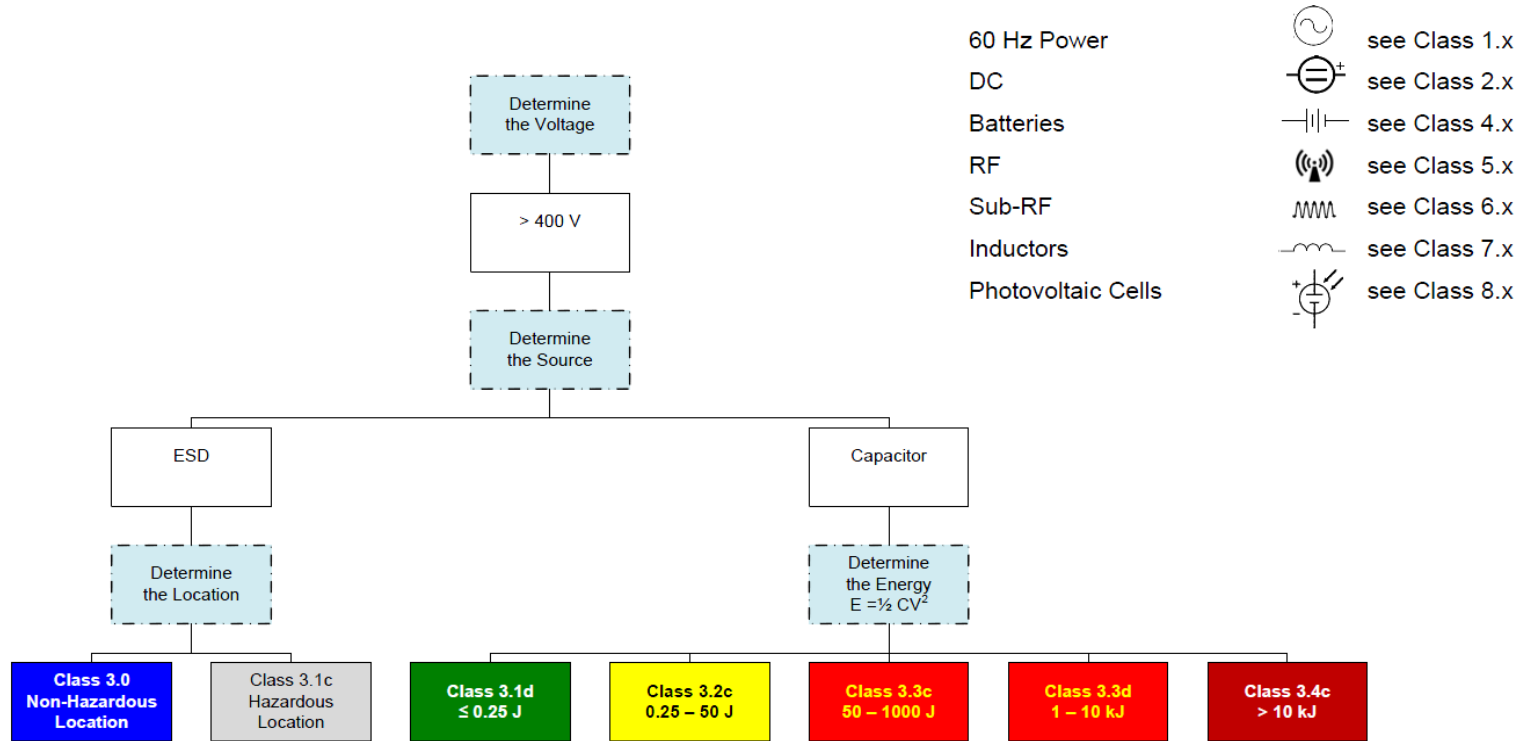 60 Hz Power see Class 1.x
DC + see Class 2.x
Batteries see Class 4.x
RF see Class 5.x
Sub-RF see Class 6.x
Inductors see Class 7.x
Photovoltaic Cells + - see Class 8.x
Determine
the Voltage
> 400 V
Determine
the Source
ESD
Capacitor
Determine
the Location
Determine
the Energy
E =½ CV²
Class 3.0
Non-Hazardous
Location
Class 3.1c
Hazardous
Location
Class 3.1d
≤ 0.25 J
Class 3.2c
0.25 – 50 J
Class 3.3c
50 – 1000 J
Class 3.3d
1 – 10 kJ
Class 3.4c
> 10 kJ